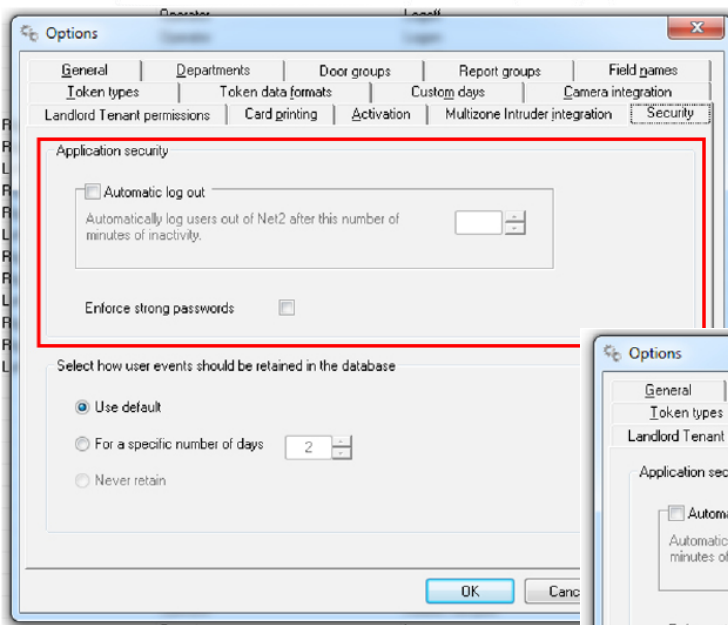 Operator Logoff
Options
General Departments Door groups Report groups Field names
Token types Token data formats Custom days Camera integration
Landlord Tenant permissions Card printing Activation Multizone Intruder integration Security
Application security
Automatic log out
Automatically log users out of Net2 after this number of
minutes of inactivity.
Enforce strong passwords
Select how user events should be retained in the database
Use default
For a specific number of days 2
Never retain
OK Canc
Options
General
Token types
Landlord Tenant
Application sec
Automa
Automatic
minutes of